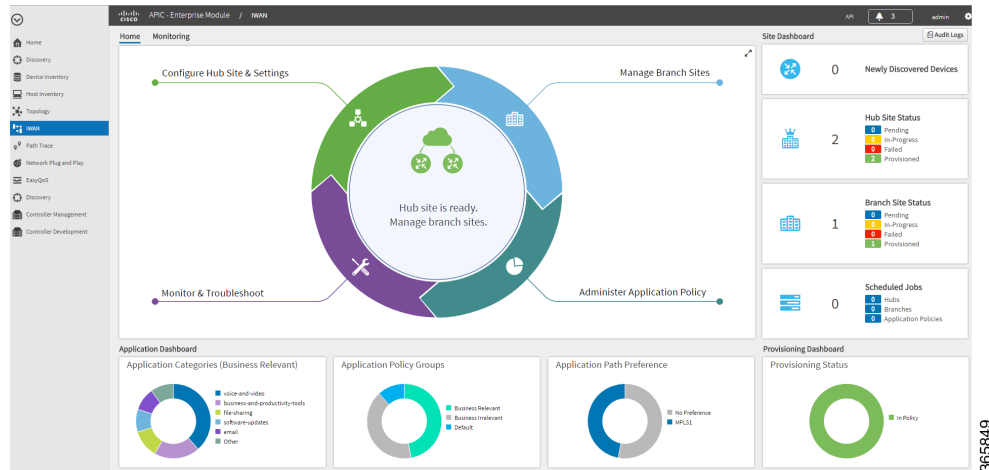 CISCO
APIC - Enterprise Module / IWAN
API
3
admin
Home
Discovery
Device Inventory
Host Inventory
Topology
IWAN
Path Trace
Network Plug and Play
EasyQoS
Discovery
Controller Management
Controller Development
Home Monitoring
Configure Hub Site & Settings
Manage Branch Sites
Hub site is ready.
Manage branch sites.
Monitor & Troubleshoot
Administer Application Policy
Site Dashboard
Audit Logs
0 Newly Discovered Devices
2
Hub Site Status
0 Pending
0 In-Progress
0 Failed
2 Provisioned
1
Branch Site Status
0 Pending
0 In-Progress
0 Failed
1 Provisioned
0
Scheduled Jobs
0 Hubs
0 Branches
0 Application Policies
Application Dashboard
Application Categories (Business Relevant)
voice-and-video
business-and-productivity-tools
file-sharing
software-updates
email
Other
Application Policy Groups
Business Relevant
Business Irrelevant
Default
Application Path Preference
No Preference
MPLS1
Provisioning Dashboard
Provisioning Status
In Policy
365849